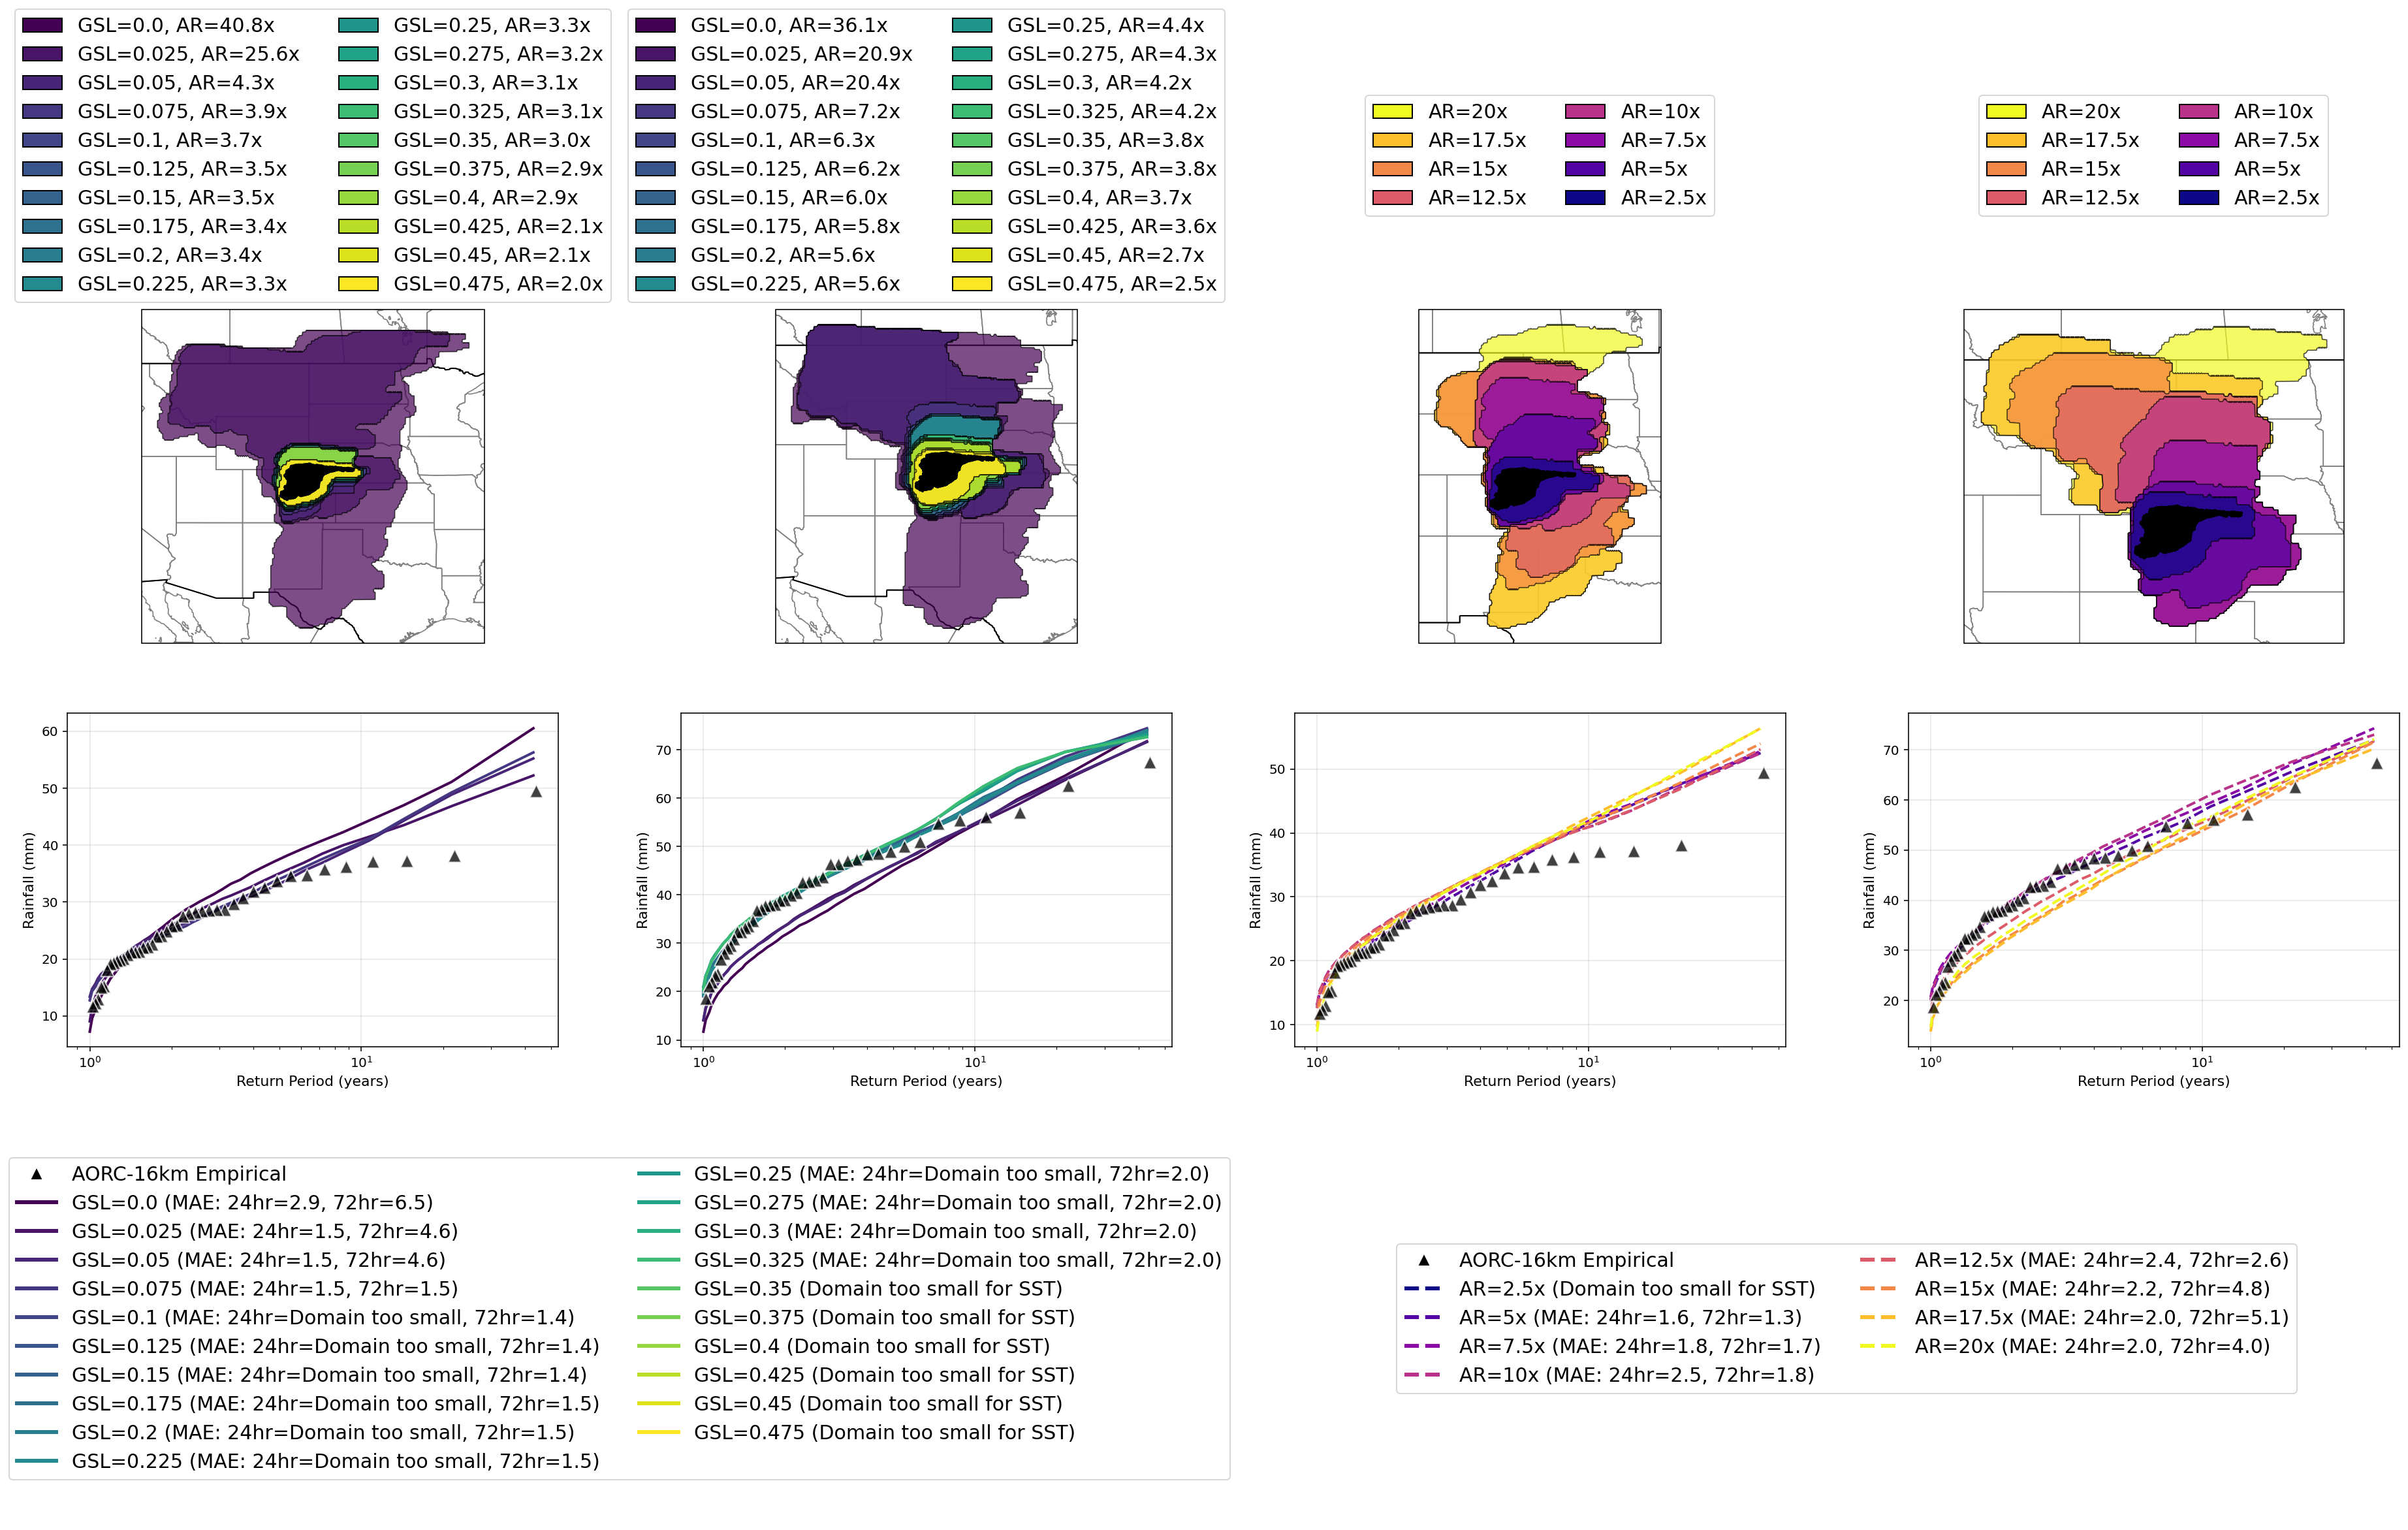 GSL=0.0, AR=40.8x
GSL=0.025, AR=25.6x
GSL=0.05, AR=4.3x
GSL=0.075, AR=3.9x
GSL=0.1, AR=3.7x
GSL=0.125, AR=3.5x
GSL=0.15, AR=3.5x
GSL=0.175, AR=3.4x
GSL=0.2, AR=3.4x
GSL=0.225, AR=3.3x
GSL=0.25, AR=3.3x
GSL=0.275, AR=3.2x
GSL=0.3, AR=3.1x
GSL=0.325, AR=3.1x
GSL=0.35, AR=3.0x
GSL=0.375, AR=2.9x
GSL=0.4, AR=2.9x
GSL=0.425, AR=2.1x
GSL=0.45, AR=2.1x
GSL=0.475, AR=2.0x
GSL=0.0, AR=36.1x
GSL=0.025, AR=20.9x
GSL=0.05, AR=20.4x
GSL=0.075, AR=7.2x
GSL=0.1, AR=6.3x
GSL=0.125, AR=6.2x
GSL=0.15, AR=6.0x
GSL=0.175, AR=5.8x
GSL=0.2, AR=5.6x
GSL=0.225, AR=5.6x
GSL=0.25, AR=4.4x
GSL=0.275, AR=4.3x
GSL=0.3, AR=4.2x
GSL=0.325, AR=4.2x
GSL=0.35, AR=3.8x
GSL=0.375, AR=3.8x
GSL=0.4, AR=3.7x
GSL=0.425, AR=3.6x
GSL=0.45, AR=2.7x
GSL=0.475, AR=2.5x
AR=20x
AR=17.5x
AR=15x
AR=12.5x
AR=10x
AR=7.5x
AR=5x
AR=2.5x
AR=20x
AR=17.5x
AR=15x
AR=12.5x
AR=10x
AR=7.5x
AR=5x
AR=2.5x
Rainfall (mm)
60
50
40
30
20
10
10⁰
10¹
Return Period (years)
Rainfall (mm)
70
60
50
40
30
20
10
10⁰
10¹
Return Period (years)
Rainfall (mm)
50
40
30
20
10
10⁰
10¹
Return Period (years)
Rainfall (mm)
70
60
50
40
30
20
10⁰
10¹
Return Period (years)
AORC-16km Empirical
GSL=0.0 (MAE: 24hr=2.9, 72hr=6.5)
GSL=0.025 (MAE: 24hr=1.5, 72hr=4.6)
GSL=0.05 (MAE: 24hr=1.5, 72hr=4.6)
GSL=0.075 (MAE: 24hr=1.5, 72hr=1.5)
GSL=0.1 (MAE: 24hr=Domain too small, 72hr=1.4)
GSL=0.125 (MAE: 24hr=Domain too small, 72hr=1.4)
GSL=0.15 (MAE: 24hr=Domain too small, 72hr=1.4)
GSL=0.175 (MAE: 24hr=Domain too small, 72hr=1.5)
GSL=0.2 (MAE: 24hr=Domain too small, 72hr=1.5)
GSL=0.225 (MAE: 24hr=Domain too small, 72hr=1.5)
GSL=0.25 (MAE: 24hr=Domain too small, 72hr=2.0)
GSL=0.275 (MAE: 24hr=Domain too small, 72hr=2.0)
GSL=0.3 (MAE: 24hr=Domain too small, 72hr=2.0)
GSL=0.325 (MAE: 24hr=Domain too small, 72hr=2.0)
GSL=0.35 (Domain too small for SST)
GSL=0.375 (Domain too small for SST)
GSL=0.4 (Domain too small for SST)
GSL=0.425 (Domain too small for SST)
GSL=0.45 (Domain too small for SST)
GSL=0.475 (Domain too small for SST)
AORC-16km Empirical
AR=2.5x (Domain too small for SST)
AR=5x (MAE: 24hr=1.6, 72hr=1.3)
AR=7.5x (MAE: 24hr=1.8, 72hr=1.7)
AR=10x (MAE: 24hr=2.5, 72hr=1.8)
AR=12.5x (MAE: 24hr=2.4, 72hr=2.6)
AR=15x (MAE: 24hr=2.2, 72hr=4.8)
AR=17.5x (MAE: 24hr=2.0, 72hr=5.1)
AR=20x (MAE: 24hr=2.0, 72hr=4.0)